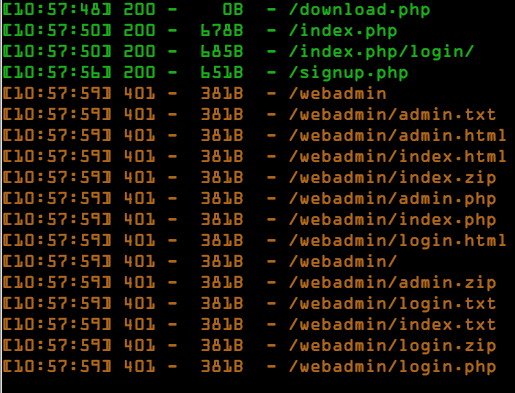 [10:57:48] 200 -    0B  - /download.php
[10:57:50] 200 -  678B  - /index.php
[10:57:50] 200 -  685B  - /index.php/login/
[10:57:56] 200 -  651B  - /signup.php
[10:57:59] 401 -  381B  - /webadmin
[10:57:59] 401 -  381B  - /webadmin/admin.txt
[10:57:59] 401 -  381B  - /webadmin/admin.html
[10:57:59] 401 -  381B  - /webadmin/index.html
[10:57:59] 401 -  381B  - /webadmin/index.zip
[10:57:59] 401 -  381B  - /webadmin/admin.php
[10:57:59] 401 -  381B  - /webadmin/index.php
[10:57:59] 401 -  381B  - /webadmin/login.html
[10:57:59] 401 -  381B  - /webadmin/
[10:57:59] 401 -  381B  - /webadmin/admin.zip
[10:57:59] 401 -  381B  - /webadmin/login.txt
[10:57:59] 401 -  381B  - /webadmin/index.txt
[10:57:59] 401 -  381B  - /webadmin/login.zip
[10:57:59] 401 -  381B  - /webadmin/login.php